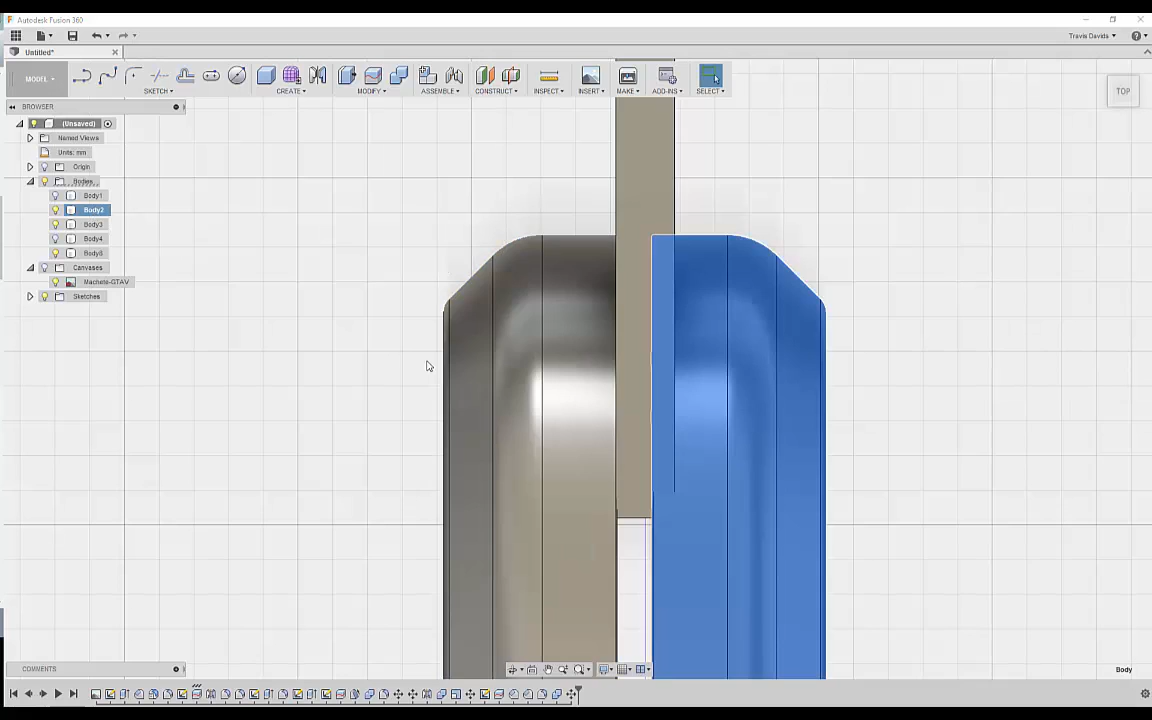 Autodesk Fusion 360
Travis Davids
Untitled*
MODEL
SKETCH
CREATE
MODIFY
ASSEMBLE
CONSTRUCT
INSPECT
INSERT
MAKE
ADD-INS
SELECT
TOP
BROWSER
(Unsaved)
Named Views
Units: mm
Origin
Bodies
Body1
Body2
Body3
Body4
Body8
Canvases
Machete-GTAV
Sketches
COMMENTS
Body